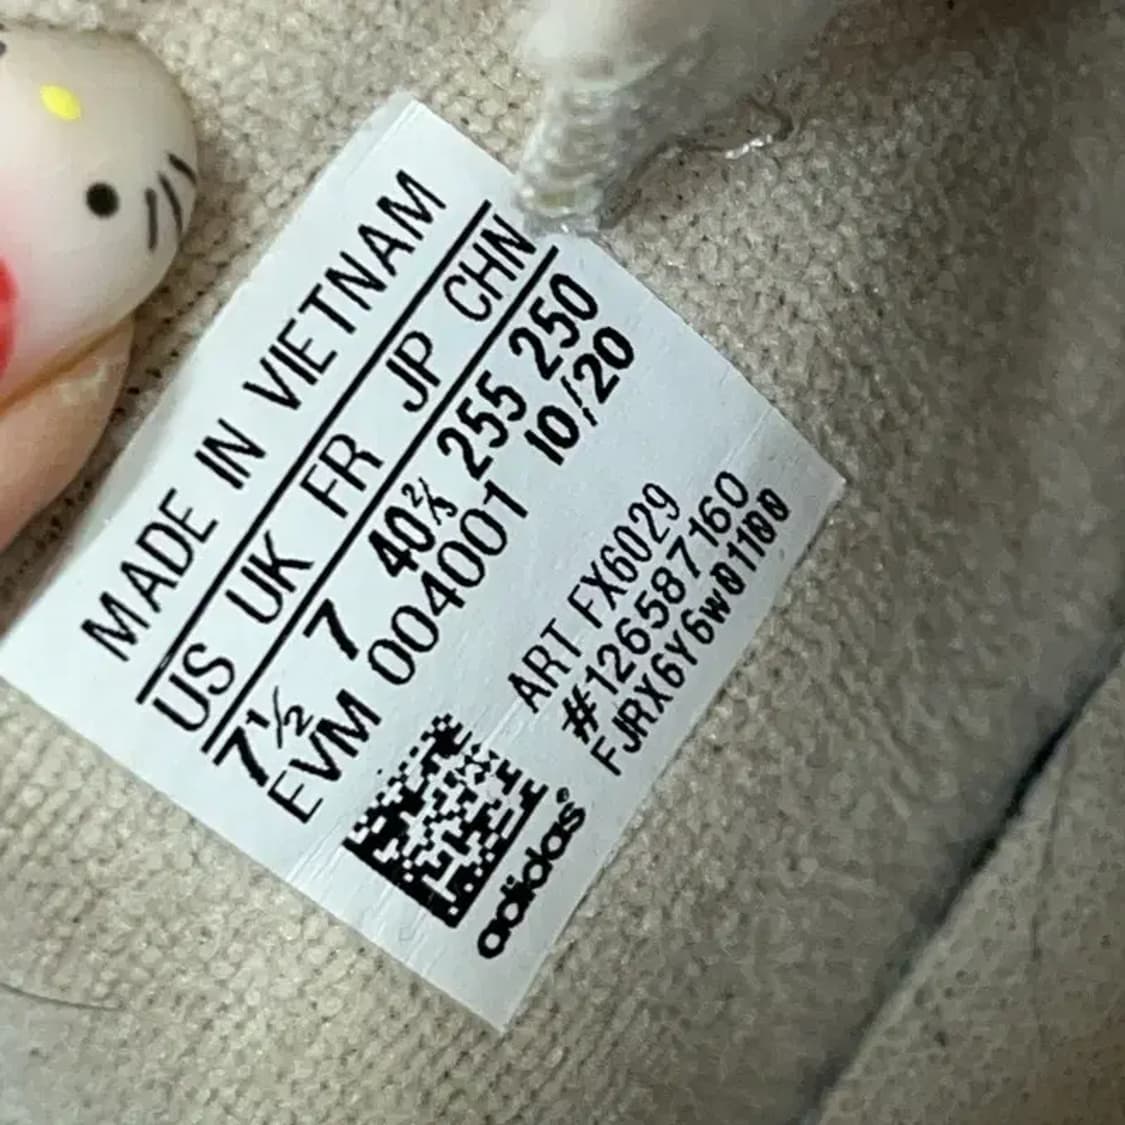 MADE IN VIETNAM
US UK FR JP CHN
7½ 7 40⅔ 255 250
EVM 004001 10/20
ART FX6029
#126587160
FJRX6Y6W01180
adidas®